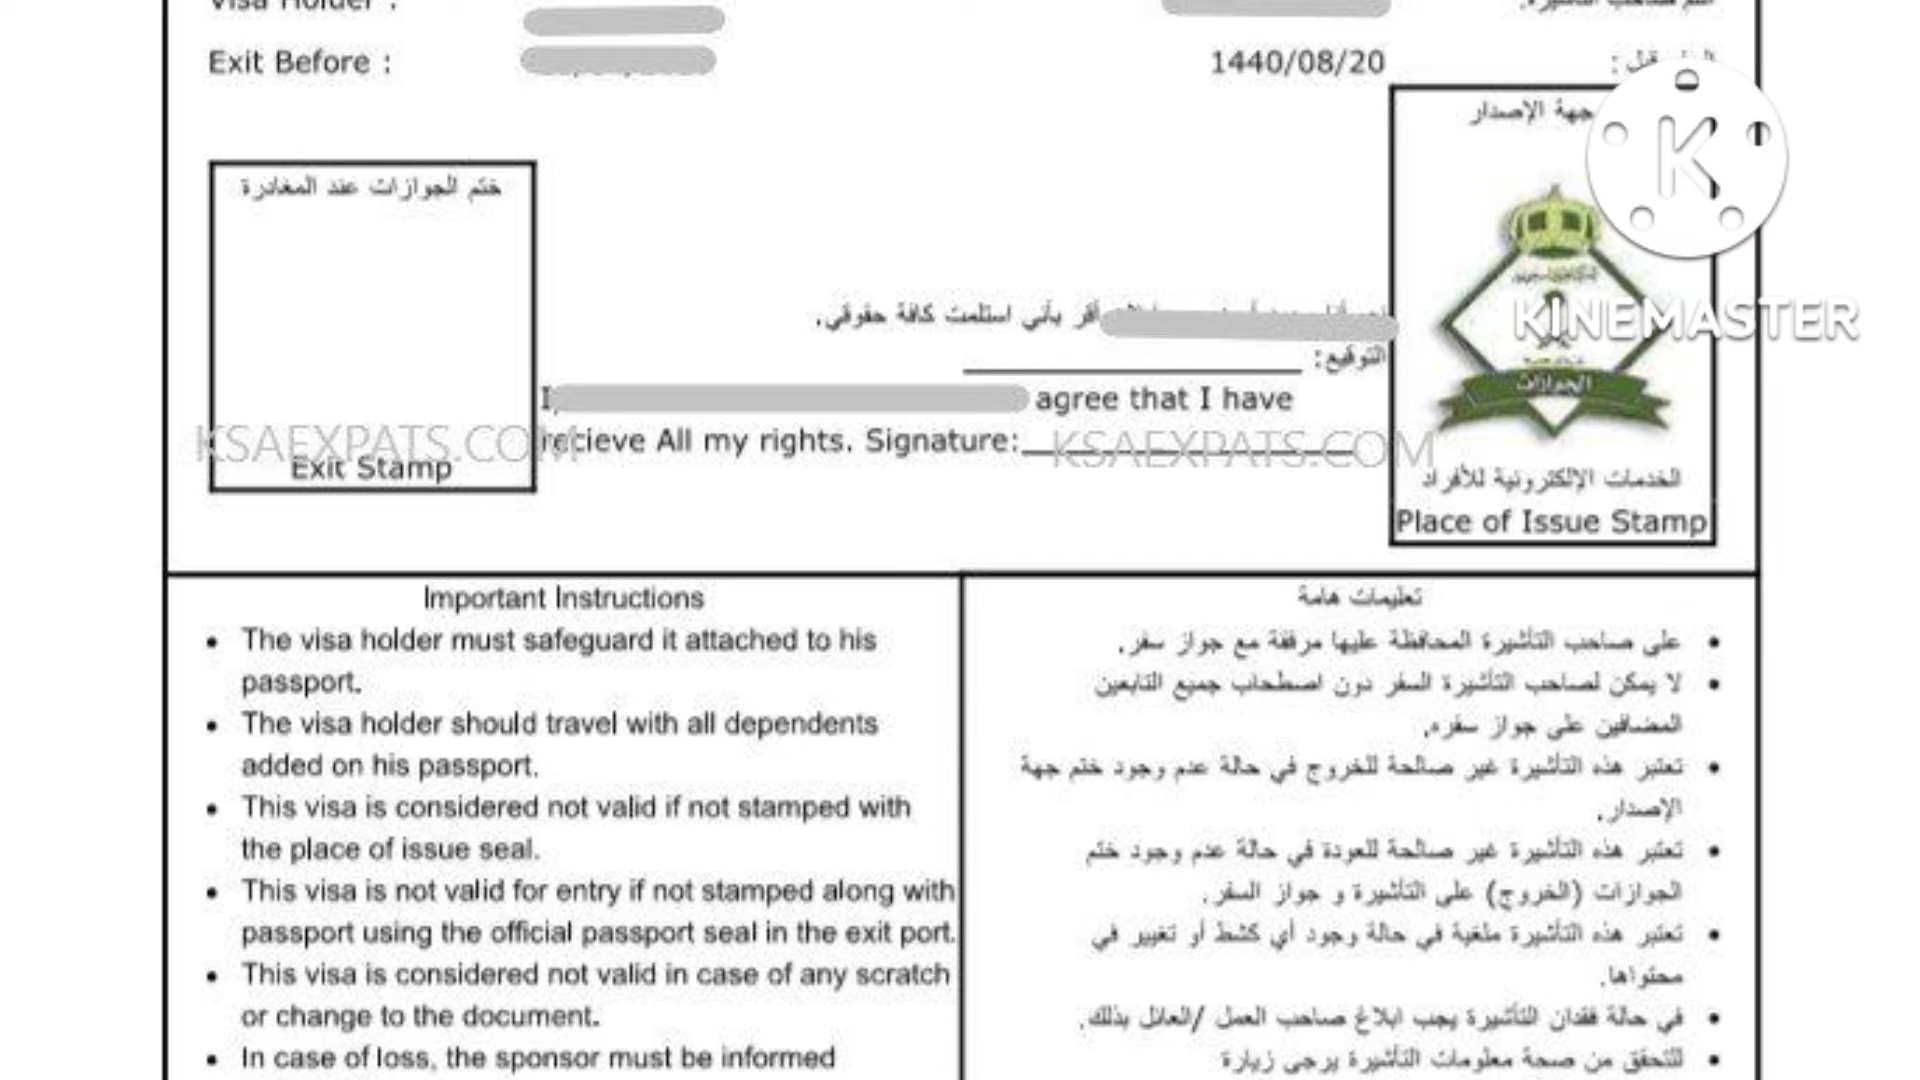 Visa Holder :
Exit Before :
1440/08/20
جهة الإصدار
ختم الجوازات عند المغادرة
Exit Stamp
أقر بأني استلمت كافة حقوقي.
التوقيع:
I, agree that I have
recieve All my rights. Signature:
KSAEXPATS.COM
KSAEXPATS.COM
KINEMASTER
الجوازات
الخدمات الإلكترونية للأفراد
Place of Issue Stamp
Important Instructions
• The visa holder must safeguard it attached to his
passport.
• The visa holder should travel with all dependents
added on his passport.
• This visa is considered not valid if not stamped with
the place of issue seal.
• This visa is not valid for entry if not stamped along with
passport using the official passport seal in the exit port.
• This visa is considered not valid in case of any scratch
or change to the document.
• In case of loss, the sponsor must be informed
تعليمات هامة
• على صاحب التأشيرة المحافظة عليها مرفقة مع جواز سفر.
• لا يمكن لصاحب التأشيرة السفر دون اصطحاب جميع التابعين
المضافين على جواز سفره.
• تعتبر هذه التأشيرة غير صالحة للخروج في حالة عدم وجود ختم جهة
الإصدار.
• تعتبر هذه التأشيرة غير صالحة للعودة في حالة عدم وجود ختم
الجوازات (الخروج) على التأشيرة و جواز السفر.
• تعتبر هذه التأشيرة ملغية في حالة وجود أي كشط أو تغيير في
محتواها.
• في حالة فقدان التأشيرة يجب ابلاغ صاحب العمل /العائل بذلك.
• للتحقق من صحة معلومات التأشيرة يرجى زيارة